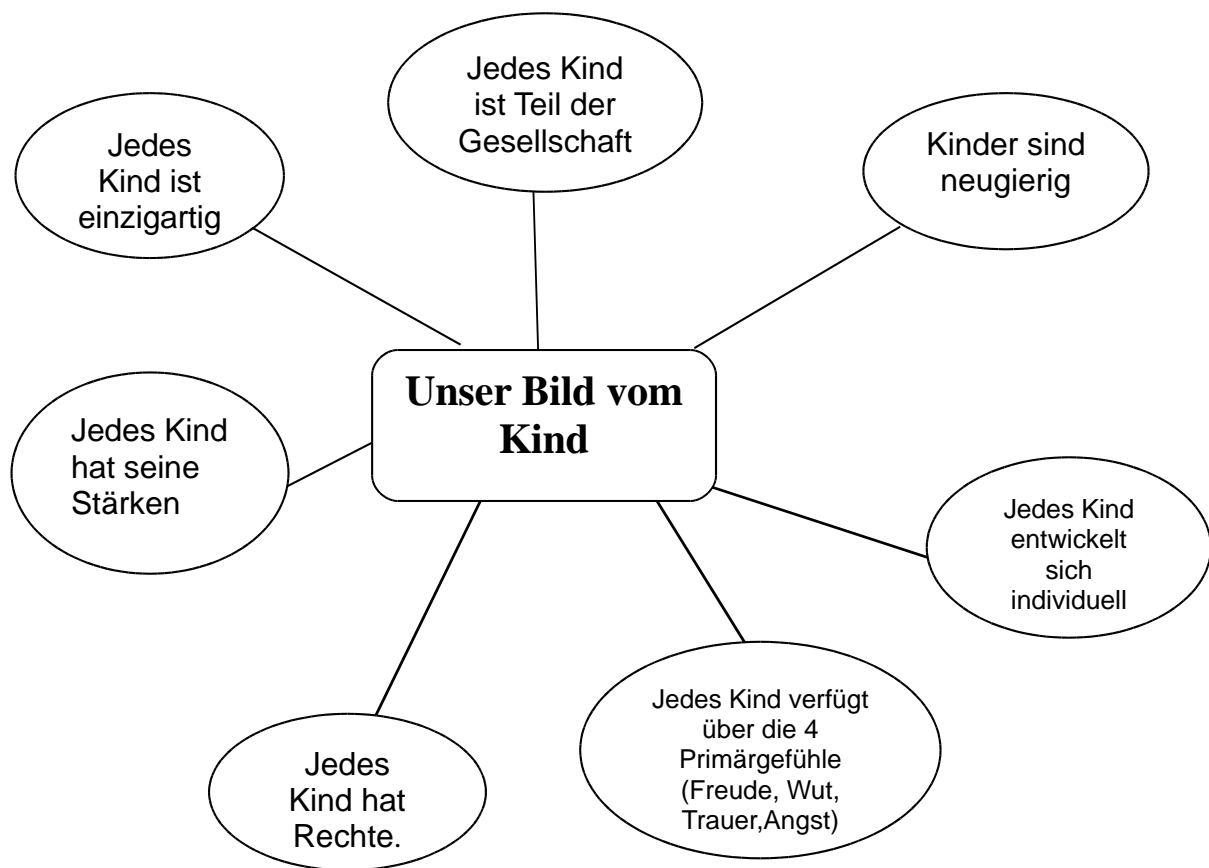 Jedes Kind
ist Teil der
Gesellschaft
Jedes
Kind ist
einzigartig
Kinder sind
neugierig
Unser Bild vom
Kind
Jedes Kind
hat seine
Stärken
Jedes Kind
entwickelt
sich
individuell
Jedes Kind verfügt
über die 4
Primärgefühle
(Freude, Wut,
Trauer,Angst)
Jedes
Kind hat
Rechte.